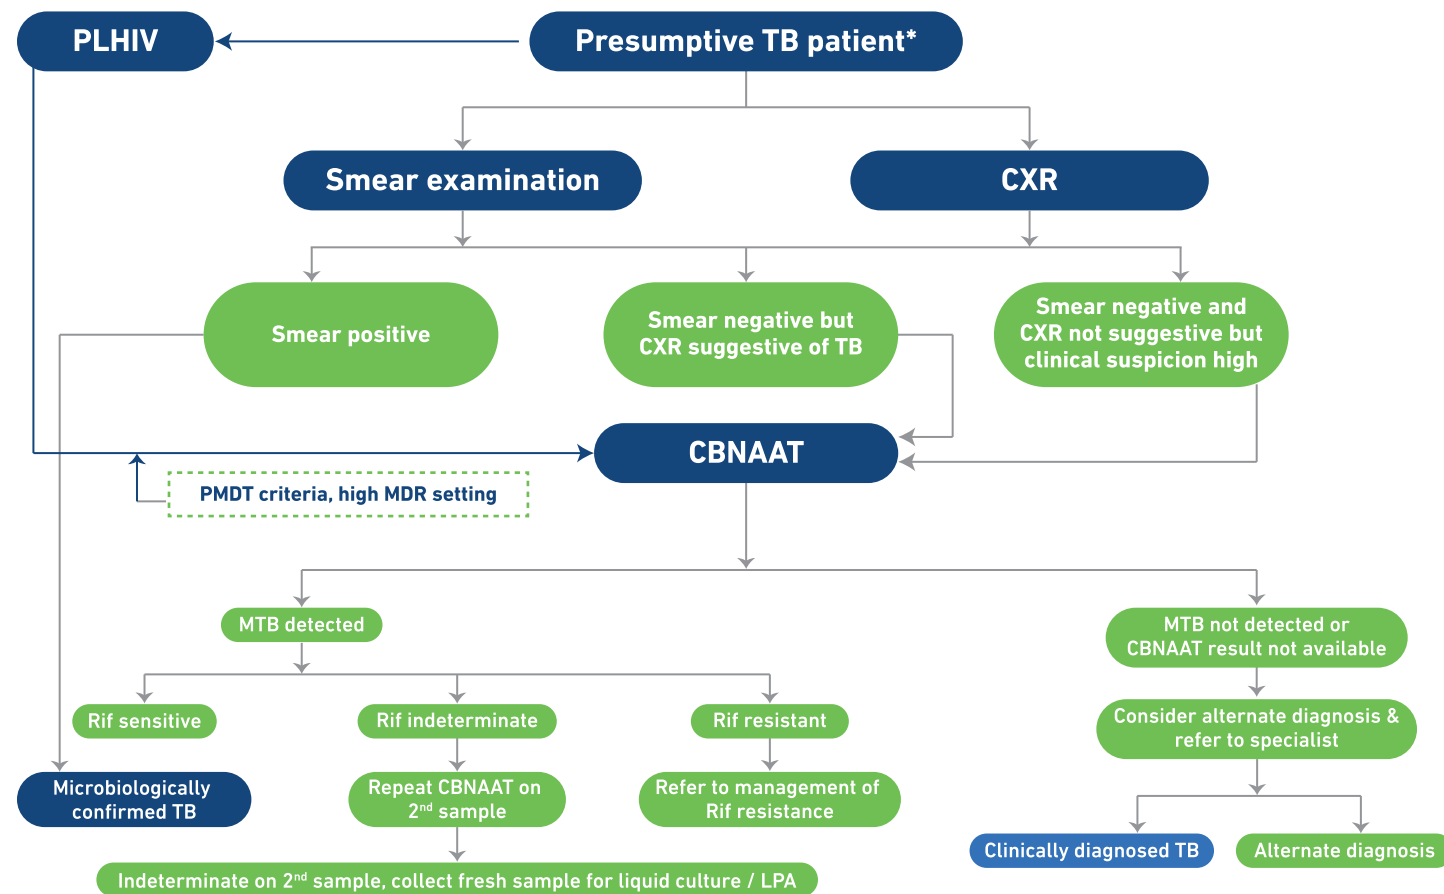 PLHIV
Presumptive TB patient*
Smear examination
CXR
Smear positive
Smear negative but
CXR suggestive of TB
Smear negative and
CXR not suggestive but
clinical suspicion high
CBNAAT
PMDT criteria, high MDR setting
MTB detected
MTB not detected or
CBNAAT result not available
Rif sensitive
Rif indeterminate
Rif resistant
Consider alternate diagnosis &
refer to specialist
Microbiologically
confirmed TB
Repeat CBNAAT on
2nd sample
Refer to management of
Rif resistance
Clinically diagnosed TB
Alternate diagnosis
Indeterminate on 2nd sample, collect fresh sample for liquid culture / LPA